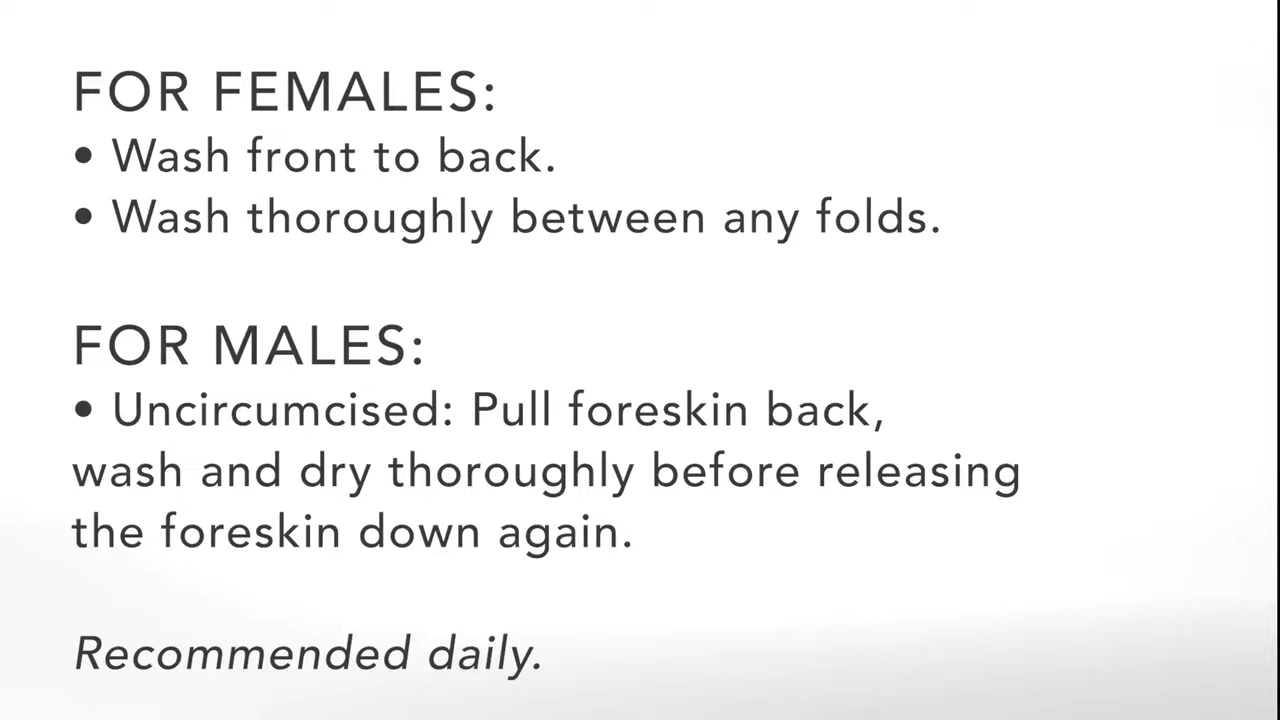 FOR FEMALES:
• Wash front to back.
• Wash thoroughly between any folds.
FOR MALES:
• Uncircumcised: Pull foreskin back,
wash and dry thoroughly before releasing
the foreskin down again.
Recommended daily.